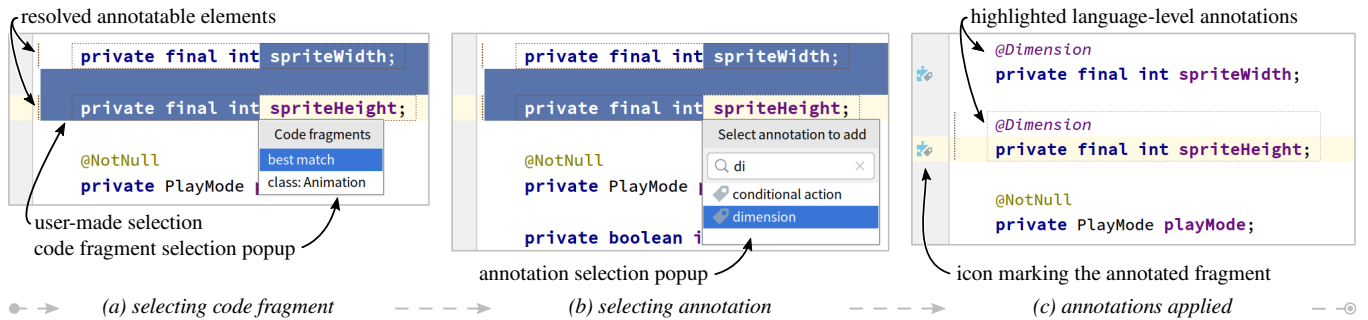 resolved annotatable elements
private final int spriteWidth;
private final int spriteHeight;
Code fragments
best match
class: Animation
@NotNull
private PlayMode
user-made selection
code fragment selection popup
(a) selecting code fragment
private final int spriteWidth;
private final int spriteHeight;
Select annotation to add
di
conditional action
dimension
@NotNull
private PlayMode
private boolean i
annotation selection popup
(b) selecting annotation
highlighted language-level annotations
@Dimension
private final int spriteWidth;
@Dimension
private final int spriteHeight;
@NotNull
private PlayMode playMode;
icon marking the annotated fragment
(c) annotations applied